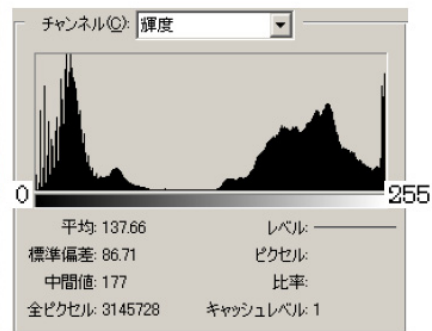 チャンネル(C): 輝度
0 255
平均: 137.66 レベル:
標準偏差: 86.71 ピクセル:
中間値: 177 比率:
全ピクセル: 3145728 キャッシュレベル: 1